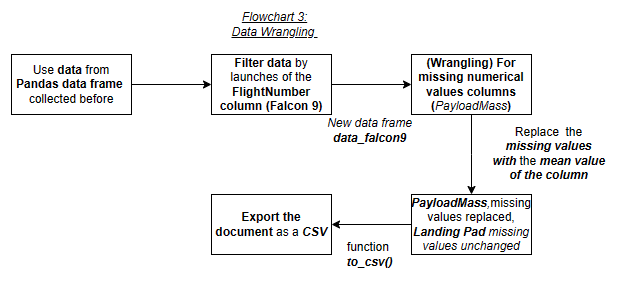 Flowchart 3:
Data Wrangling
Use data from
Pandas data frame
collected before
Filter data by
launches of the
FlightNumber
column (Falcon 9)
(Wrangling) For
missing numerical
values columns
(PayloadMass)
New data frame
data_falcon9
Replace the
missing values
with the mean value
of the column
PayloadMass,missing
values replaced,
Landing Pad missing
values unchanged
Export the
document as a CSV
function
to_csv()